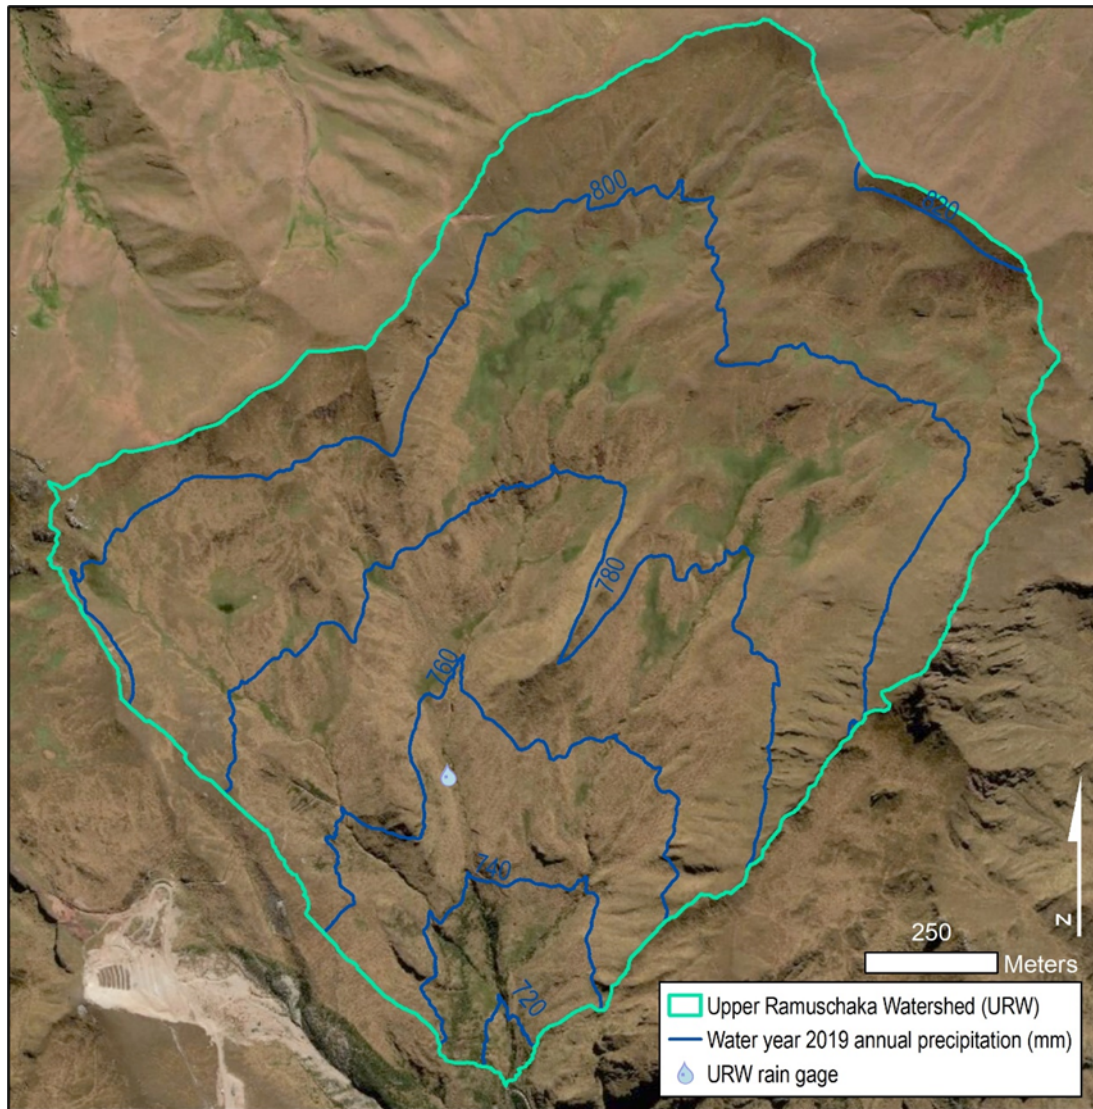 800
820
780
760
740
720
N
250
Meters
Upper Ramuschaka Watershed (URW)
Water year 2019 annual precipitation (mm)
URW rain gage